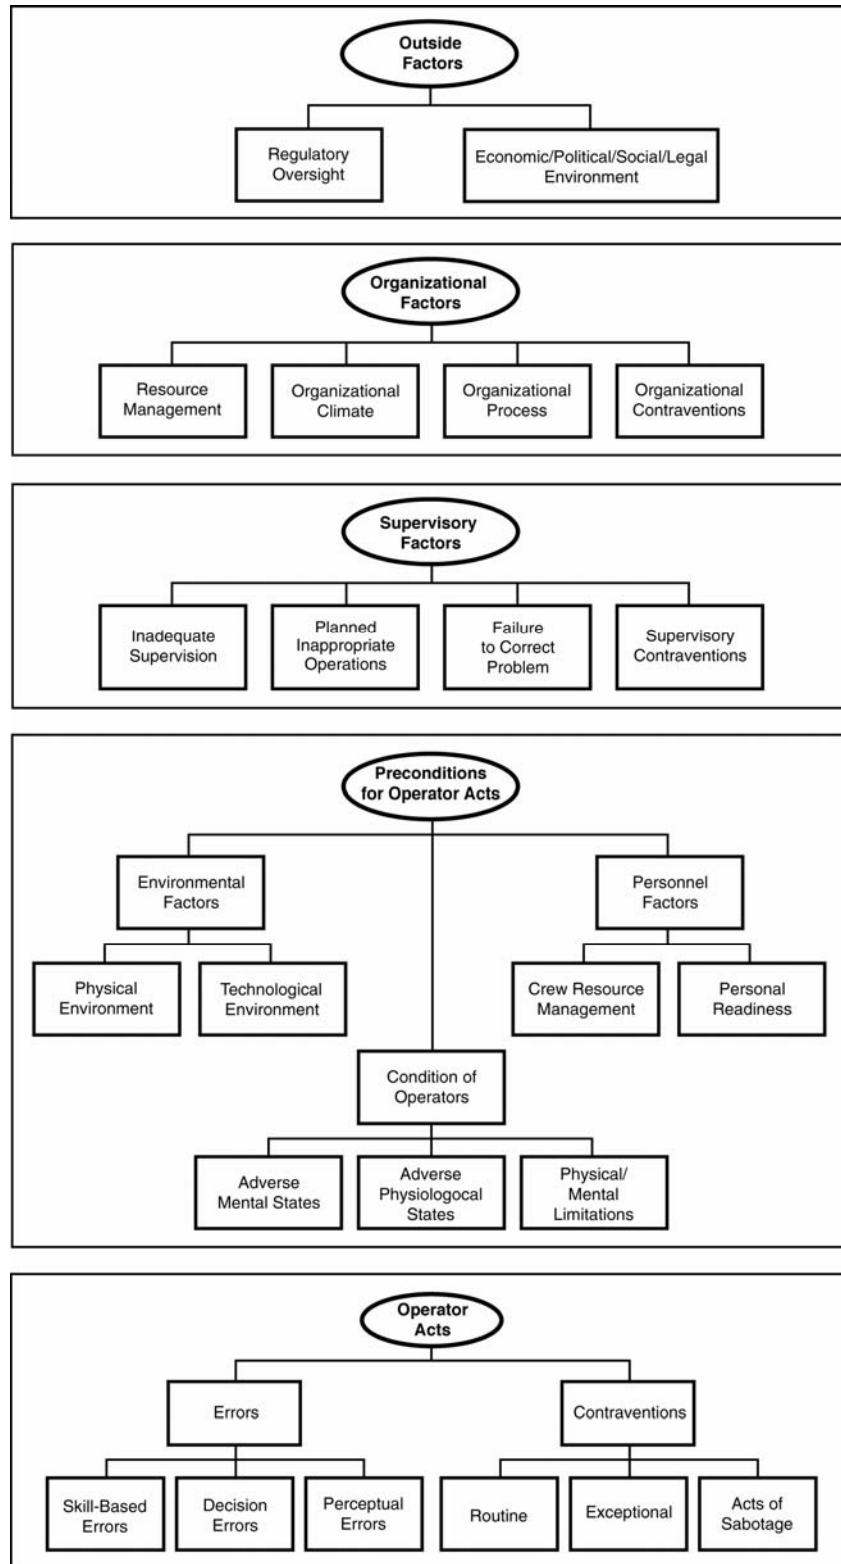 Outside
Factors
Regulatory
Oversight
Economic/Political/Social/Legal
Environment
Organizational
Factors
Resource
Management
Organizational
Climate
Organizational
Process
Organizational
Contraventions
Supervisory
Factors
Inadequate
Supervision
Planned
Inappropriate
Operations
Failure
to Correct
Problem
Supervisory
Contraventions
Preconditions
for Operator Acts
Environmental
Factors
Personnel
Factors
Physical
Environment
Technological
Environment
Crew Resource
Management
Personal
Readiness
Condition of
Operators
Adverse
Mental States
Adverse
Physiologocal
States
Physical/
Mental
Limitations
Operator
Acts
Errors
Contraventions
Skill-Based
Errors
Decision
Errors
Perceptual
Errors
Routine
Exceptional
Acts of
Sabotage